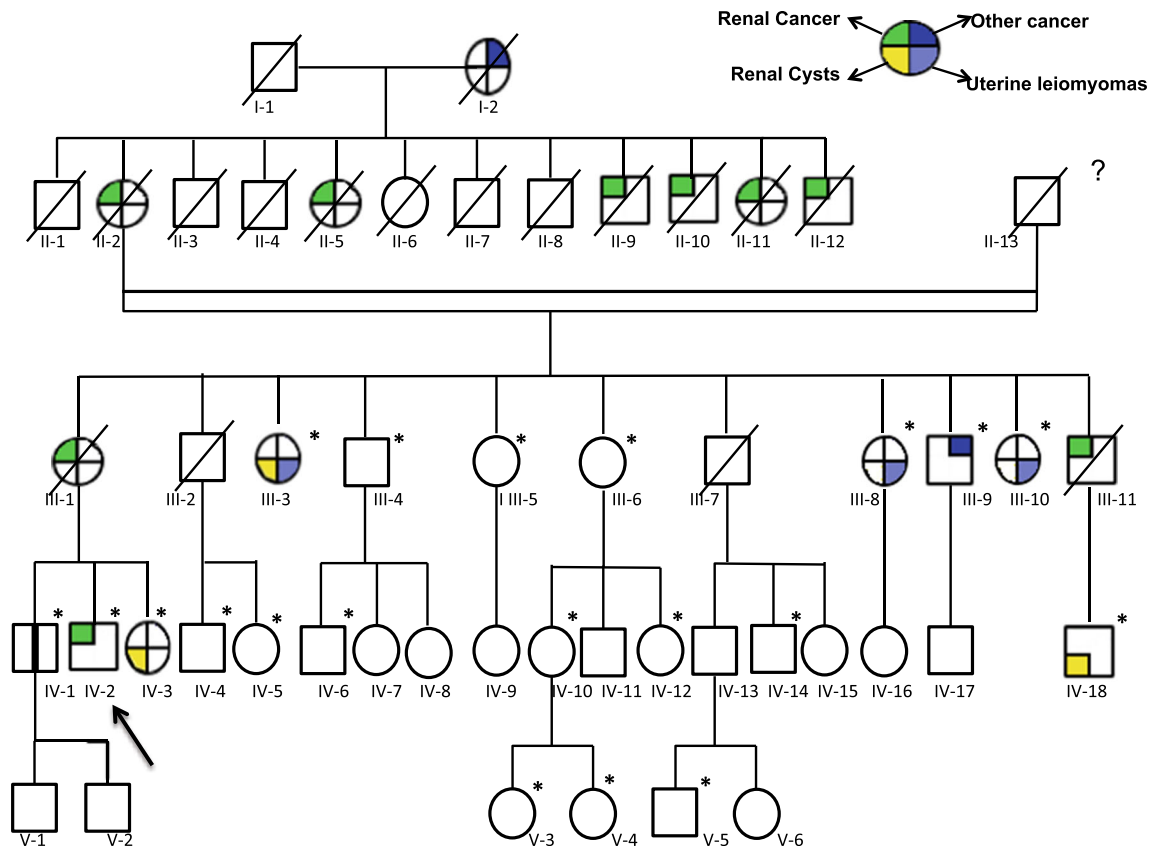 Renal Cancer
Other cancer
Renal Cysts
Uterine leiomyomas
I-1
I-2
?
II-1
II-2
II-3
II-4
II-5
II-6
II-7
II-8
II-9
II-10
II-11
II-12
II-13
* * * * * * *
III-1
III-2
III-3
III-4
I III-5
III-6
III-7
III-8
III-9
III-10
III-11
* * * * * * * * * *
IV-1
IV-2
IV-3
IV-4
IV-5
IV-6
IV-7
IV-8
IV-9
IV-10
IV-11
IV-12
IV-13
IV-14
IV-15
IV-16
IV-17
IV-18
* * *
V-1
V-2
V-3
V-4
V-5
V-6